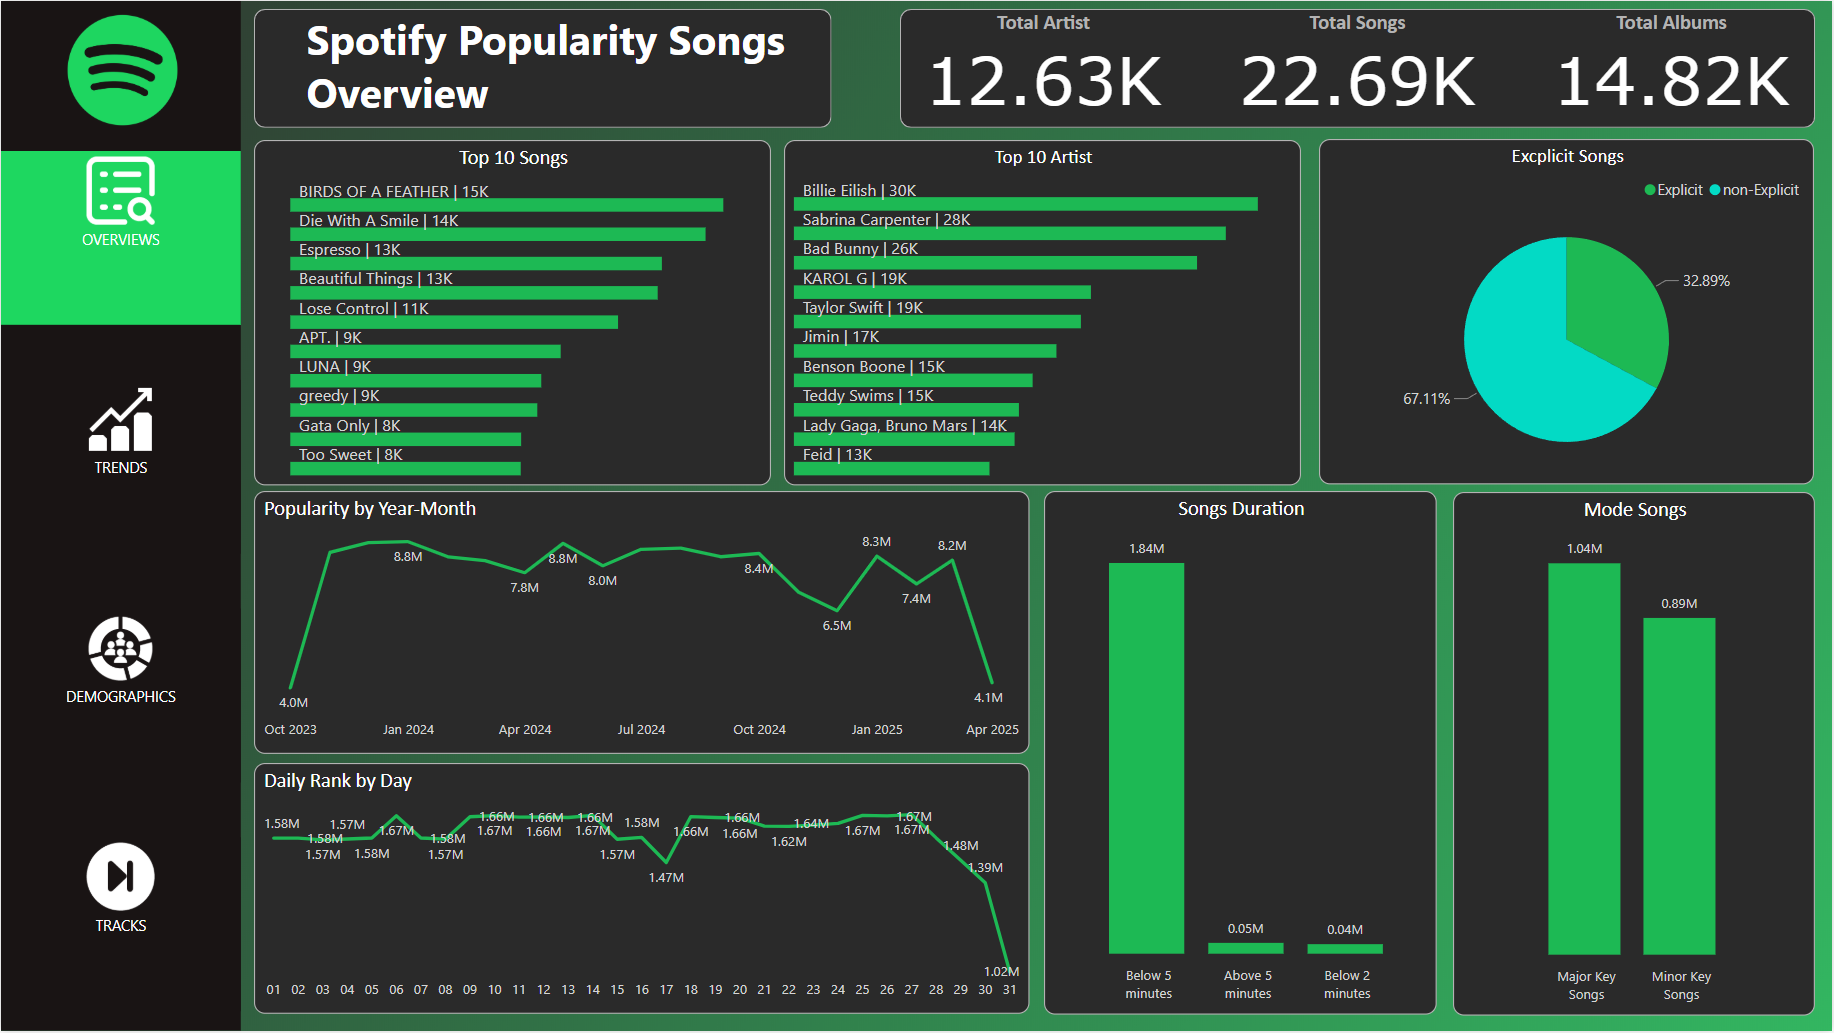 Spotify Popularity Songs
Overview
Total Artist
12.63K
Total Songs
22.69K
Total Albums
14.82K
OVERVIEWS
TRENDS
DEMOGRAPHICS
TRACKS
Top 10 Songs
BIRDS OF A FEATHER | 15K
Die With A Smile | 14K
Espresso | 13K
Beautiful Things | 13K
Lose Control | 11K
APT. | 9K
LUNA | 9K
greedy | 9K
Gata Only | 8K
Too Sweet | 8K
Top 10 Artist
Billie Eilish | 30K
Sabrina Carpenter | 28K
Bad Bunny | 26K
KAROL G | 19K
Taylor Swift | 19K
Jimin | 17K
Benson Boone | 15K
Teddy Swims | 15K
Lady Gaga, Bruno Mars | 14K
Feid | 13K
Excplicit Songs
Explicit non-Explicit
32.89%
67.11%
Popularity by Year-Month
4.0M
8.8M
7.8M
8.8M
8.0M
8.4M
6.5M
8.3M
7.4M
8.2M
4.1M
Oct 2023 Jan 2024 Apr 2024 Jul 2024 Oct 2024 Jan 2025 Apr 2025
Daily Rank by Day
1.58M
1.58M
1.57M
1.57M
1.58M
1.67M
1.58M
1.57M
1.66M
1.67M
1.66M
1.66M
1.66M
1.67M
1.57M
1.58M
1.47M
1.66M
1.66M
1.66M
1.62M
1.64M
1.67M
1.67M
1.67M
1.48M
1.39M
1.02M
01 02 03 04 05 06 07 08 09 10 11 12 13 14 15 16 17 18 19 20 21 22 23 24 25 26 27 28 29 30 31
Songs Duration
1.84M
0.05M
0.04M
Below 5
minutes
Above 5
minutes
Below 2
minutes
Mode Songs
1.04M
0.89M
Major Key
Songs
Minor Key
Songs